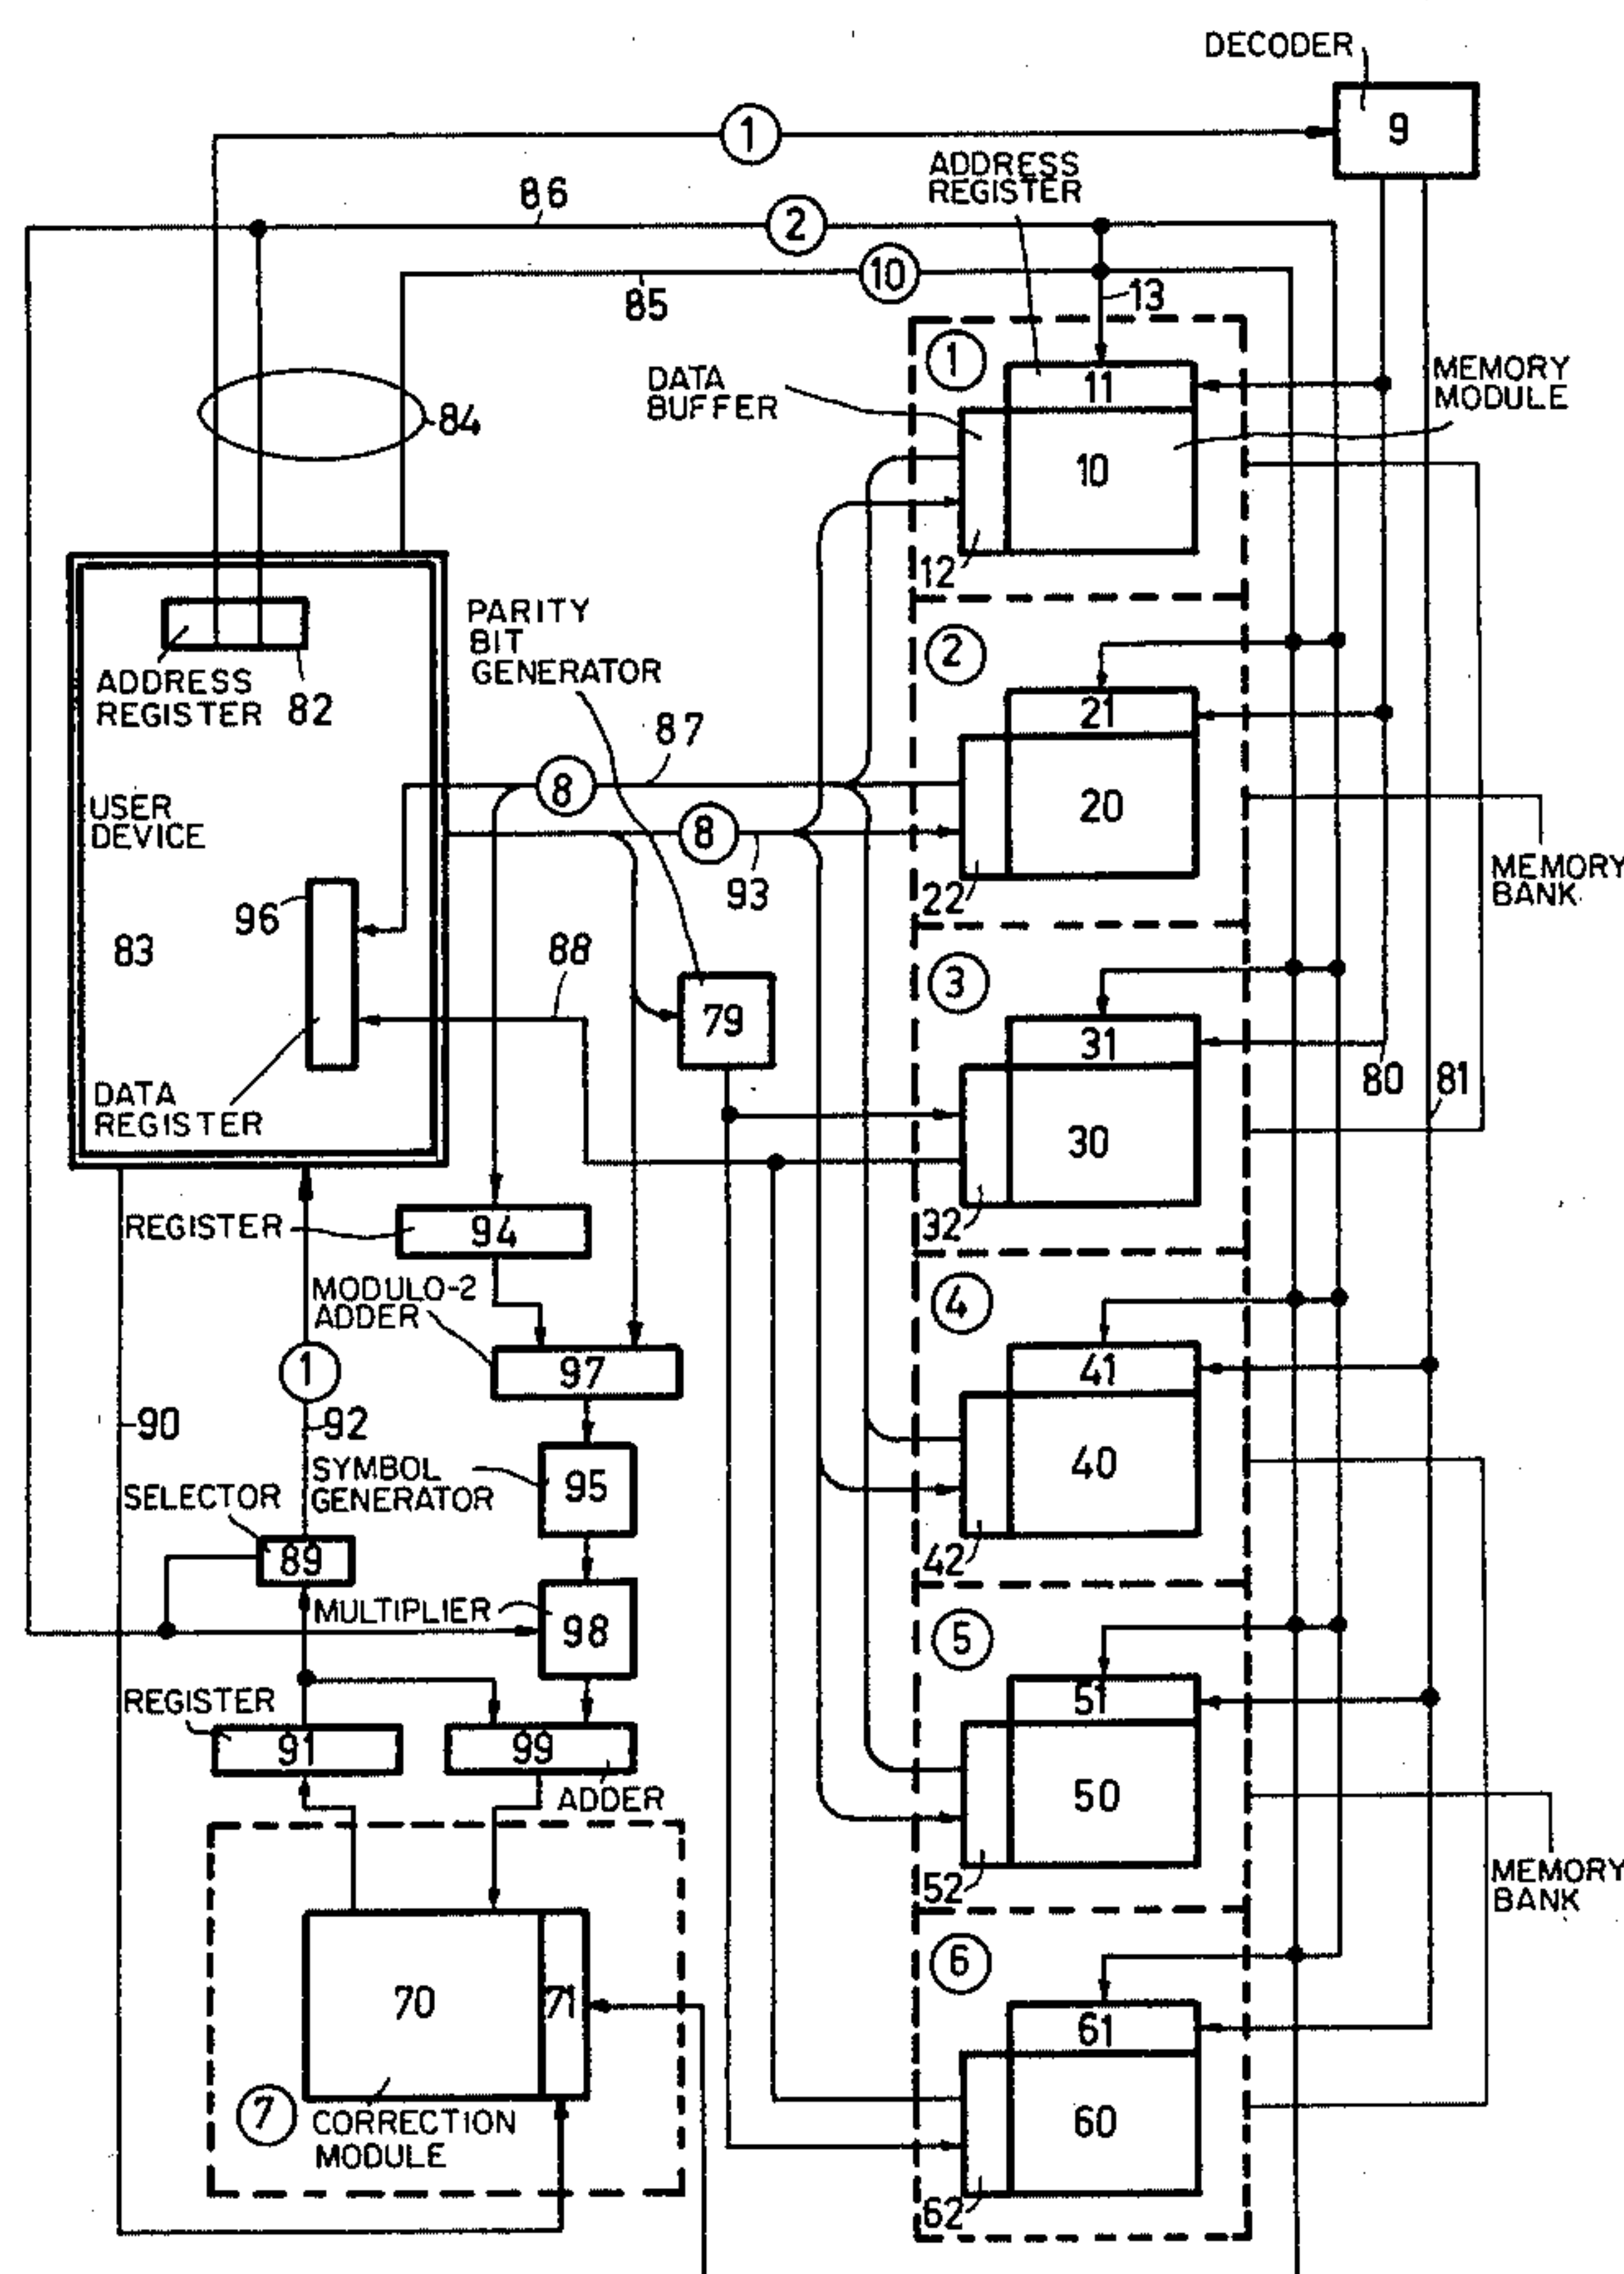 DECODER
9
1
ADDRESS
REGISTER
86
2
10
85
13
1
11
MEMORY
MODULE
DATA
BUFFER
84
10
12
PARITY
BIT
GENERATOR
2
ADDRESS
REGISTER 82
21
87
8
20
USER
DEVICE
8
93
22
MEMORY
BANK
96
83
88
3
79
31
80
81
DATA
REGISTER
30
32
REGISTER
94
MODULO-2
ADDER
4
1
97
41
90
92
SYMBOL
GENERATOR
95
40
SELECTOR
89
42
MULTIPLIER
98
5
REGISTER
51
91
99
ADDER
50
52
MEMORY
BANK
6
70
71
61
7
CORRECTION
MODULE
60
62